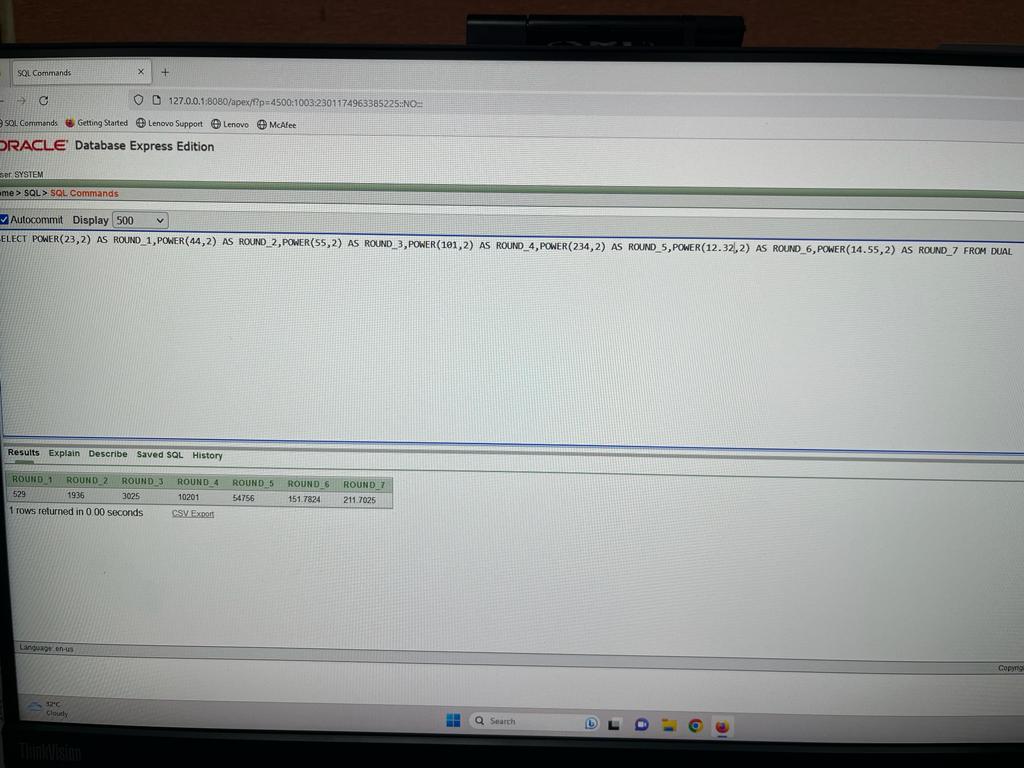 SQL Commands
127.0.0.1:8080/apex/f?p=4500:1003:2301174963385225::NO:::
SQL Commands Getting Started Lenovo Support Lenovo McAfee
ORACLE Database Express Edition
ser: SYSTEM
me > SQL > SQL Commands
Autocommit Display 500
ELECT POWER(23,2) AS ROUND_1,POWER(44,2) AS ROUND_2,POWER(55,2) AS ROUND_3,POWER(101,2) AS ROUND_4,POWER(234,2) AS ROUND_5,POWER(12.32,2) AS ROUND_6,POWER(14.55,2) AS ROUND_7 FROM DUAL
Results Explain Describe Saved SQL History
ROUND_1 ROUND_2 ROUND_3 ROUND_4 ROUND_5 ROUND_6 ROUND_7
529 1936 3025 10201 54756 151.7824 211.7025
1 rows returned in 0.00 seconds CSV Export
Language: en-us
Copyrig
32°C
Cloudy
Search
ThinkVision